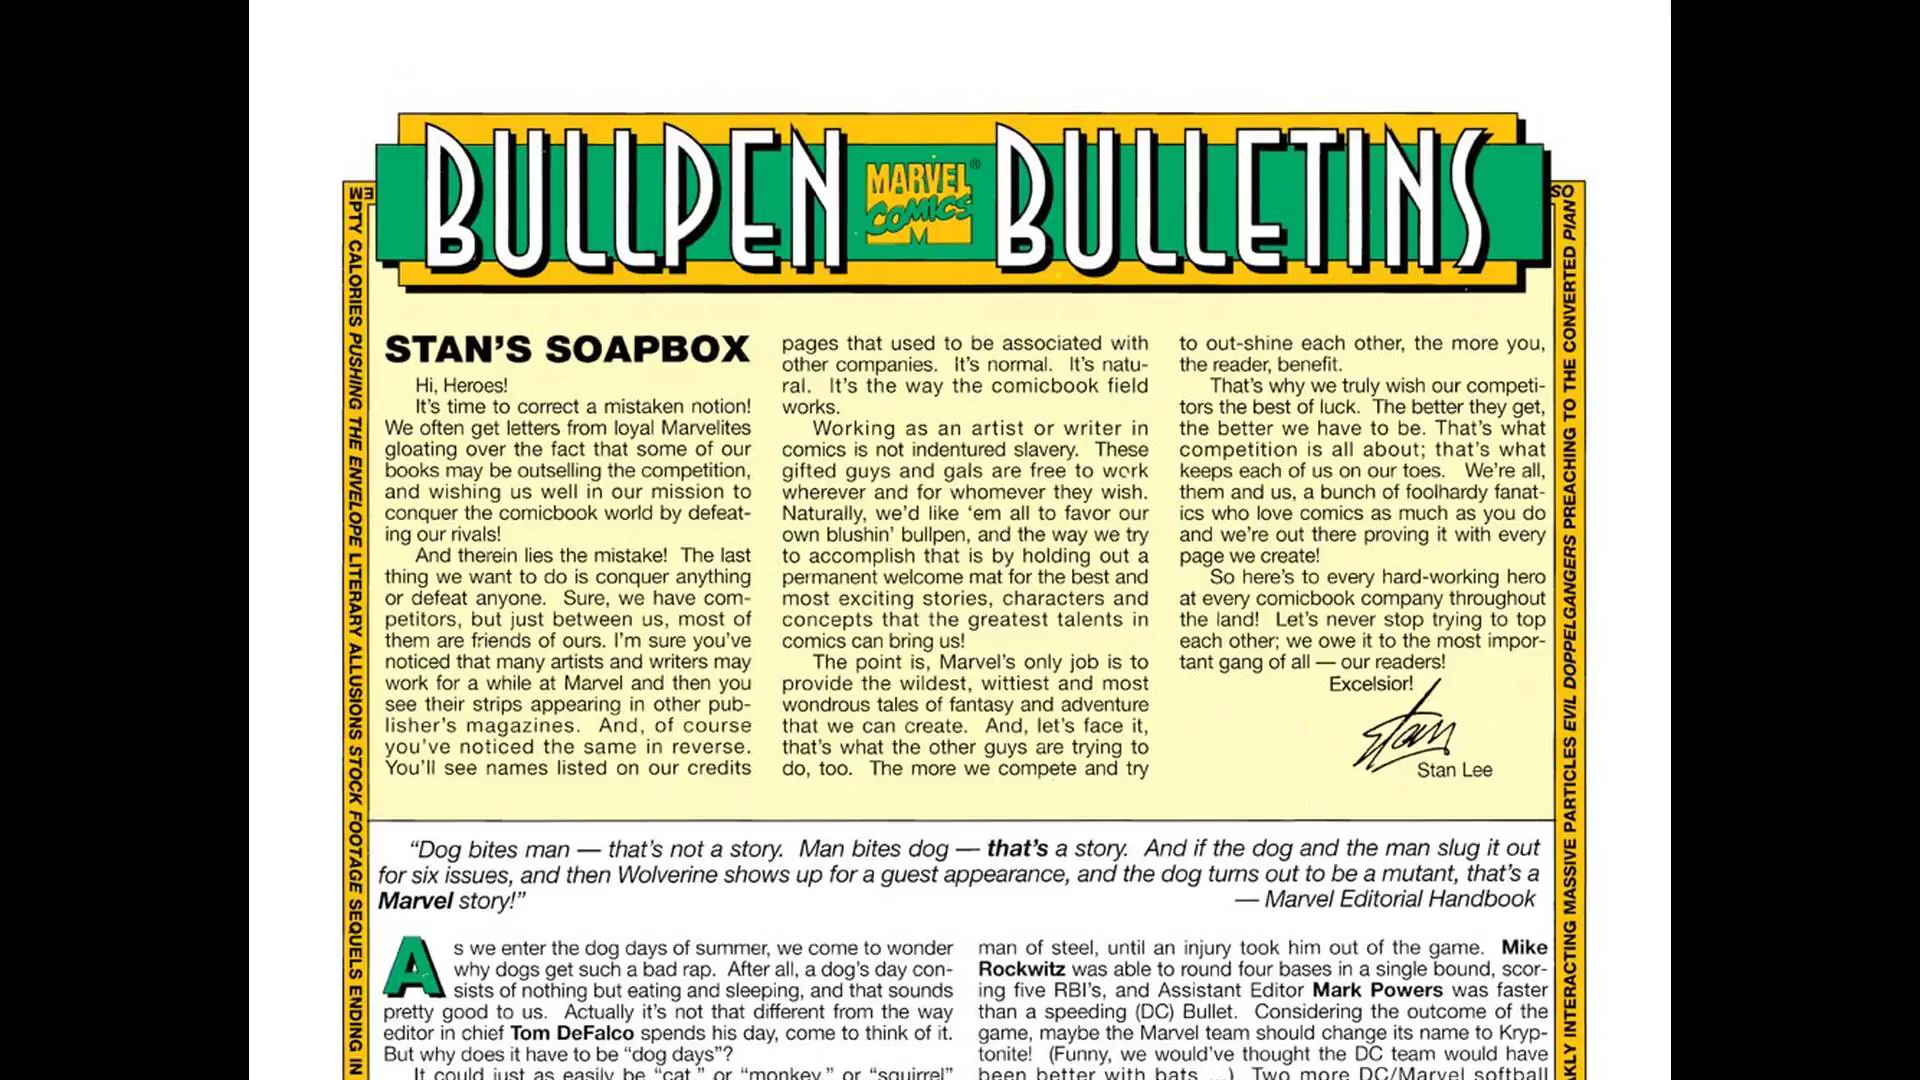 BULLPEN MARVEL COMICS ® BULLETINS
EMPTY CALORIES PUSHING THE ENVELOPE LITERARY ALLUSIONS STOCK FOOTAGE SEQUELS ENDING IN
STAN'S SOAPBOX
Hi, Heroes!
It's time to correct a mistaken notion!
We often get letters from loyal Marvelites
gloating over the fact that some of our
books may be outselling the competition,
and wishing us well in our mission to
conquer the comicbook world by defeat-
ing our rivals!
And therein lies the mistake! The last
thing we want to do is conquer anything
or defeat anyone. Sure, we have com-
petitors, but just between us, most of
them are friends of ours. I'm sure you've
noticed that many artists and writers may
work for a while at Marvel and then you
see their strips appearing in other pub-
lisher's magazines. And, of course
you've noticed the same in reverse.
You'll see names listed on our credits
pages that used to be associated with
other companies. It's normal. It's natu-
ral. It's the way the comicbook field
works.
Working as an artist or writer in
comics is not indentured slavery. These
gifted guys and gals are free to work
wherever and for whomever they wish.
Naturally, we'd like 'em all to favor our
own blushin' bullpen, and the way we try
to accomplish that is by holding out a
permanent welcome mat for the best and
most exciting stories, characters and
concepts that the greatest talents in
comics can bring us!
The point is, Marvel's only job is to
provide the wildest, wittiest and most
wondrous tales of fantasy and adventure
that we can create. And, let's face it,
that's what the other guys are trying to
do, too. The more we compete and try
to out-shine each other, the more you,
the reader, benefit.
That's why we truly wish our competi-
tors the best of luck. The better they get,
the better we have to be. That's what
competition is all about; that's what
keeps each of us on our toes. We're all,
them and us, a bunch of foolhardy fanat-
ics who love comics as much as you do
and we're out there proving it with every
page we create!
So here's to every hard-working hero
at every comicbook company throughout
the land! Let's never stop trying to top
each other; we owe it to the most impor-
tant gang of all — our readers!
Excelsior!
Stan
Stan Lee
"Dog bites man — that's not a story. Man bites dog — that's a story. And if the dog and the man slug it out
for six issues, and then Wolverine shows up for a guest appearance, and the dog turns out to be a mutant, that's a
Marvel story!"
— Marvel Editorial Handbook
As we enter the dog days of summer, we come to wonder
why dogs get such a bad rap. After all, a dog's day con-
sists of nothing but eating and sleeping, and that sounds
pretty good to us. Actually it's not that different from the way
editor in chief Tom DeFalco spends his day, come to think of it.
But why does it have to be "dog days"?
It could just as easily be "cat," or "monkey," or "squirrel"
man of steel, until an injury took him out of the game. Mike
Rockwitz was able to round four bases in a single bound, scor-
ing five RBI's, and Assistant Editor Mark Powers was faster
than a speeding (DC) Bullet. Considering the outcome of the
game, maybe the Marvel team should change its name to Kryp-
tonite! (Funny, we would've thought the DC team would have
been better with bats ...) Two more DC/Marvel softball
INTERACTING MASSIVE PARTICLES EVIL DOPPELGANGERS PREACHING TO THE CONVERTED PIANO
SO